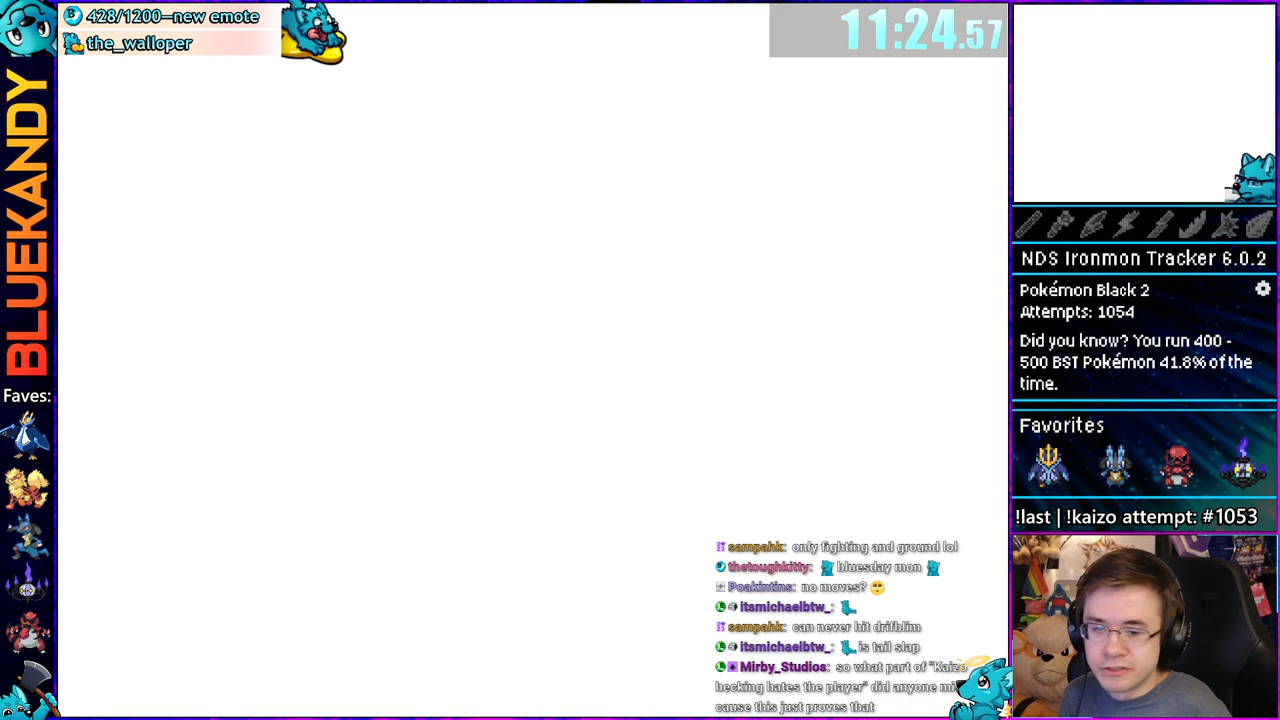 428/1200—new emote
the_walloper
11:24.57
BLUEKANDY
Faves:
NDS Ironmon Tracker 6.0.2
Pokémon Black 2
Attempts: 1054
Did you know? You run 400 -
500 BST Pokémon 41.8% of the
time.
Favorites
!last | !kaizo attempt: #1053
sampahk: only fighting and ground lol
thetoughkitty: bluesday mon
Poakintins: no moves?
itsmichaelbtw_:
sampahk: can never hit drifblim
itsmichaelbtw_: is tail slap
Mirby_Studios: so what part of "Kaizo
hecking hates the player" did anyone
cause this just proves that